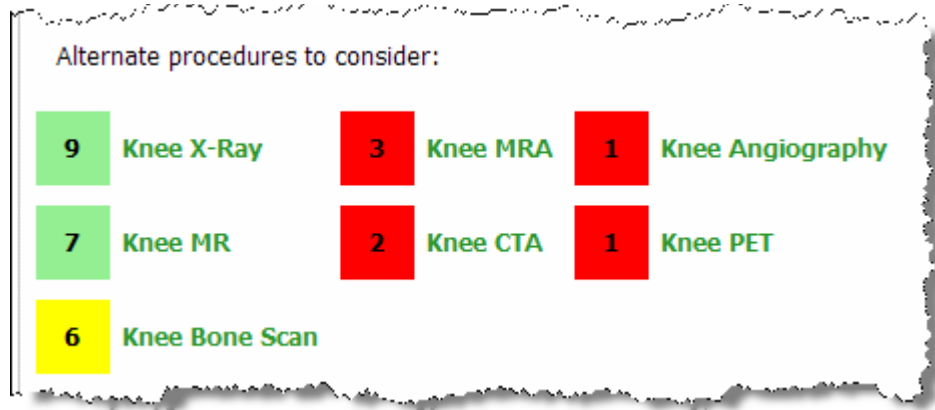 Alternate procedures to consider:
9 Knee X-Ray 3 Knee MRA 1 Knee Angiography
7 Knee MR 2 Knee CTA 1 Knee PET
6 Knee Bone Scan